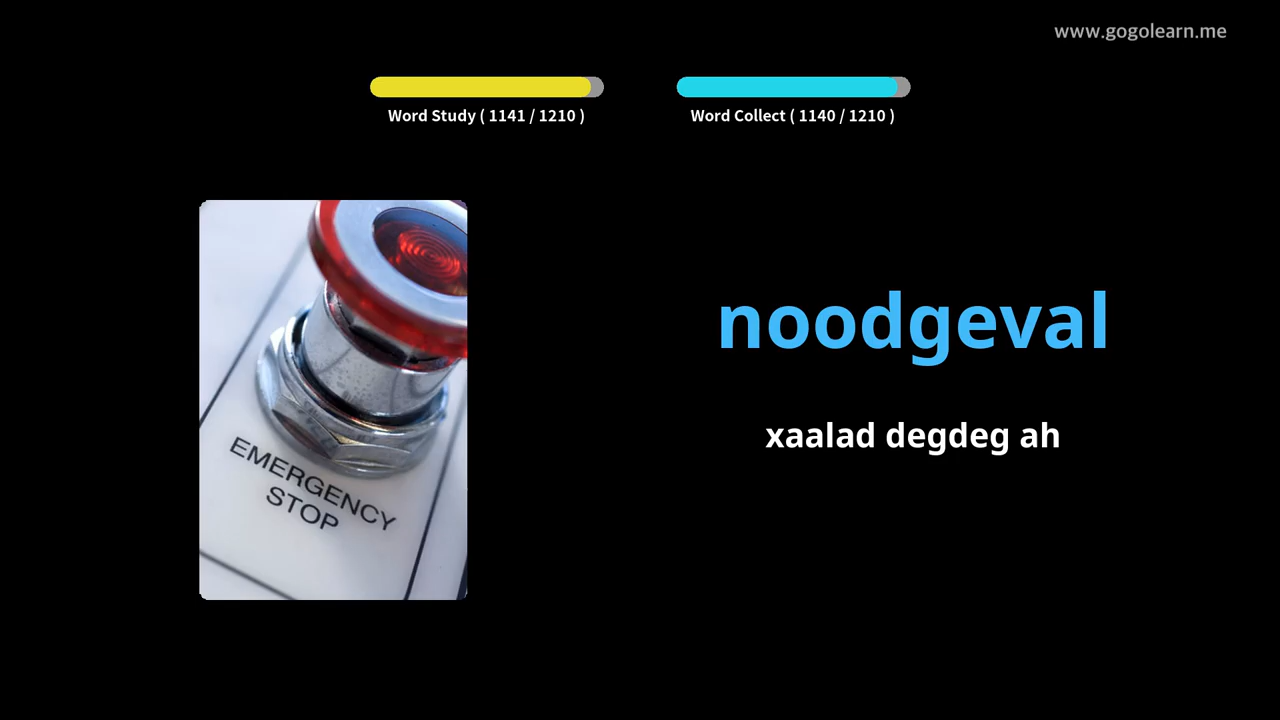 www.gogolearn.me
Word Study ( 1141 / 1210 )
Word Collect ( 1140 / 1210 )
noodgeval
xaalad degdeg ah
EMERGENCY
STOP